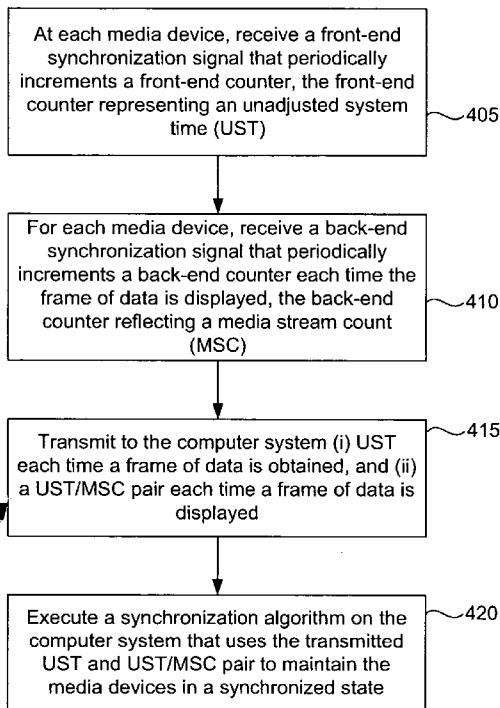 At each media device, receive a front-end
synchronization signal that periodically
increments a front-end counter, the front-end
counter representing an unadjusted system
time (UST)
405
For each media device, receive a back-end
synchronization signal that periodically
increments a back-end counter each time the
frame of data is displayed, the back-end
counter reflecting a media stream count
(MSC)
410
415
Transmit to the computer system (i) UST
each time a frame of data is obtained, and (ii)
a UST/MSC pair each time a frame of data is
displayed
420
Execute a synchronization algorithm on the
computer system that uses the transmitted
UST and UST/MSC pair to maintain the
media devices in a synchronized state